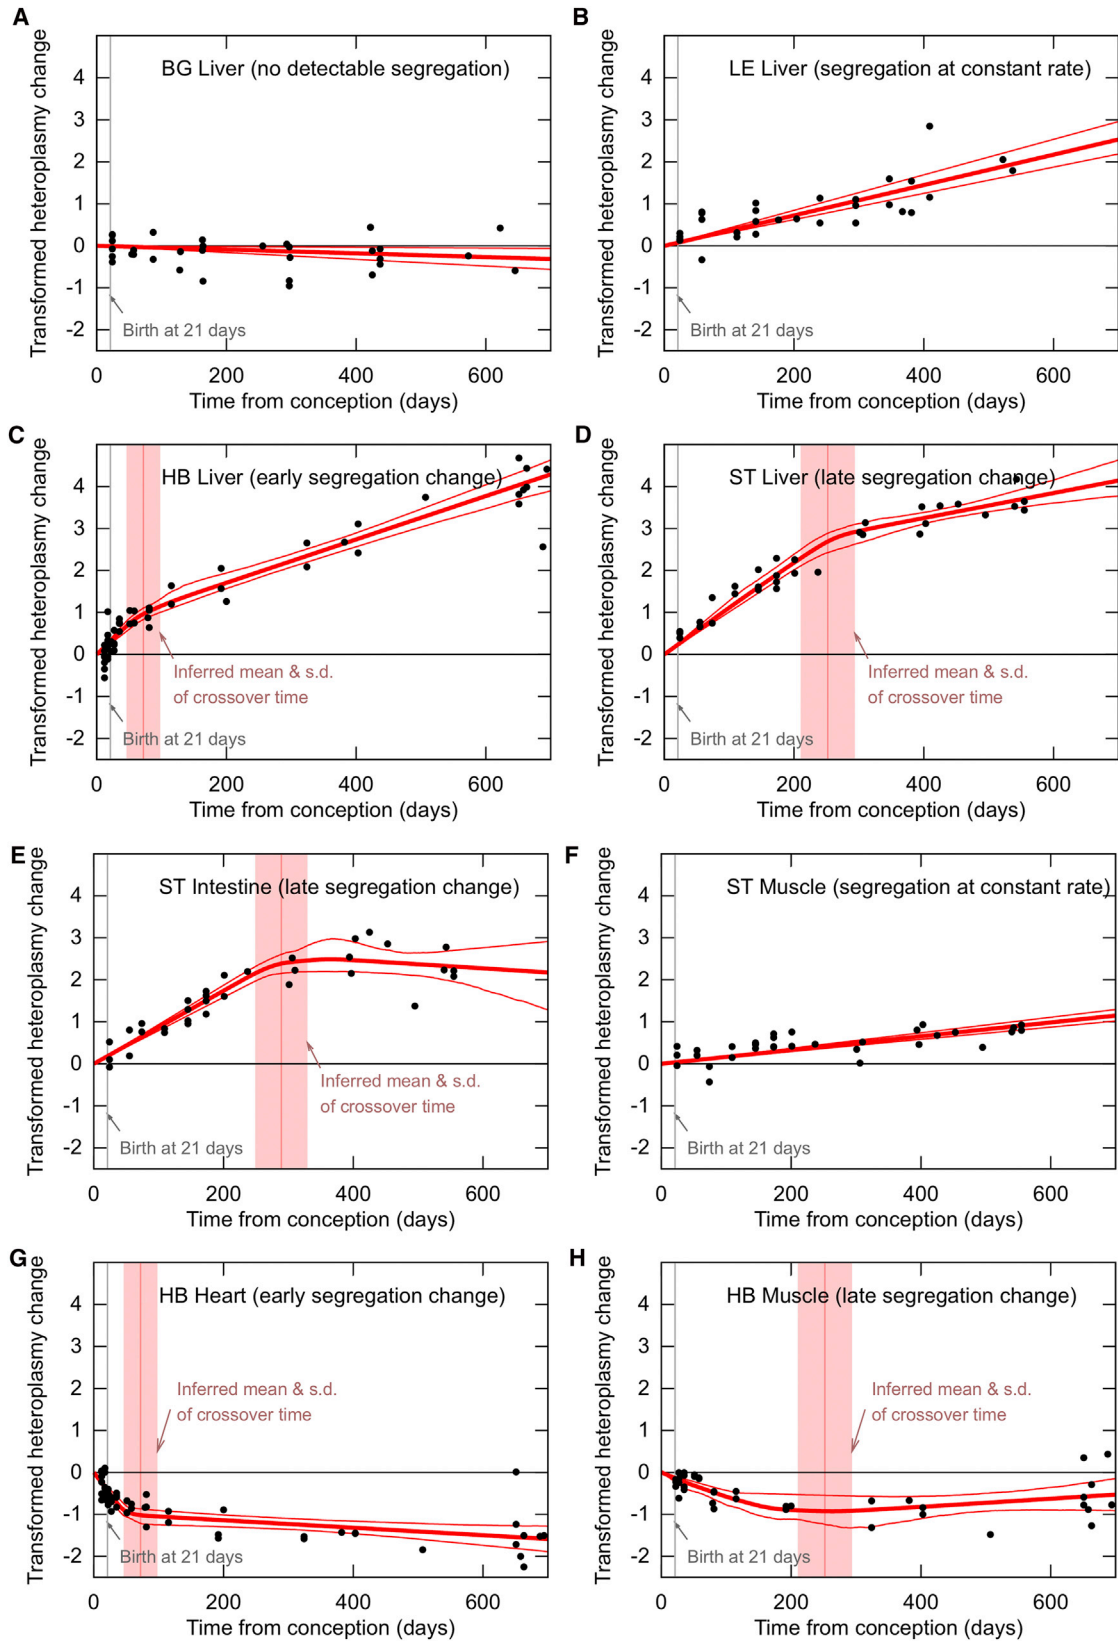 A
BG Liver (no detectable segregation)
Transformed heteroplasmy change
4
3
2
1
0
-1
-2
Birth at 21 days
0 200 400 600
Time from conception (days)
B
LE Liver (segregation at constant rate)
Transformed heteroplasmy change
4
3
2
1
0
-1
-2
Birth at 21 days
0 200 400 600
Time from conception (days)
C
HB Liver (early segregation change)
Transformed heteroplasmy change
4
3
2
1
0
-1
-2
Inferred mean & s.d.
of crossover time
Birth at 21 days
0 200 400 600
Time from conception (days)
D
ST Liver (late segregation change)
Transformed heteroplasmy change
4
3
2
1
0
-1
-2
Inferred mean & s.d.
of crossover time
Birth at 21 days
0 200 400 600
Time from conception (days)
E
ST Intestine (late segregation change)
Transformed heteroplasmy change
4
3
2
1
0
-1
-2
Inferred mean & s.d.
of crossover time
Birth at 21 days
0 200 400 600
Time from conception (days)
F
ST Muscle (segregation at constant rate)
Transformed heteroplasmy change
4
3
2
1
0
-1
-2
Birth at 21 days
0 200 400 600
Time from conception (days)
G
HB Heart (early segregation change)
Transformed heteroplasmy change
4
3
2
1
0
-1
-2
Inferred mean & s.d.
of crossover time
Birth at 21 days
0 200 400 600
Time from conception (days)
H
HB Muscle (late segregation change)
Transformed heteroplasmy change
4
3
2
1
0
-1
-2
Inferred mean & s.d.
of crossover time
Birth at 21 days
0 200 400 600
Time from conception (days)